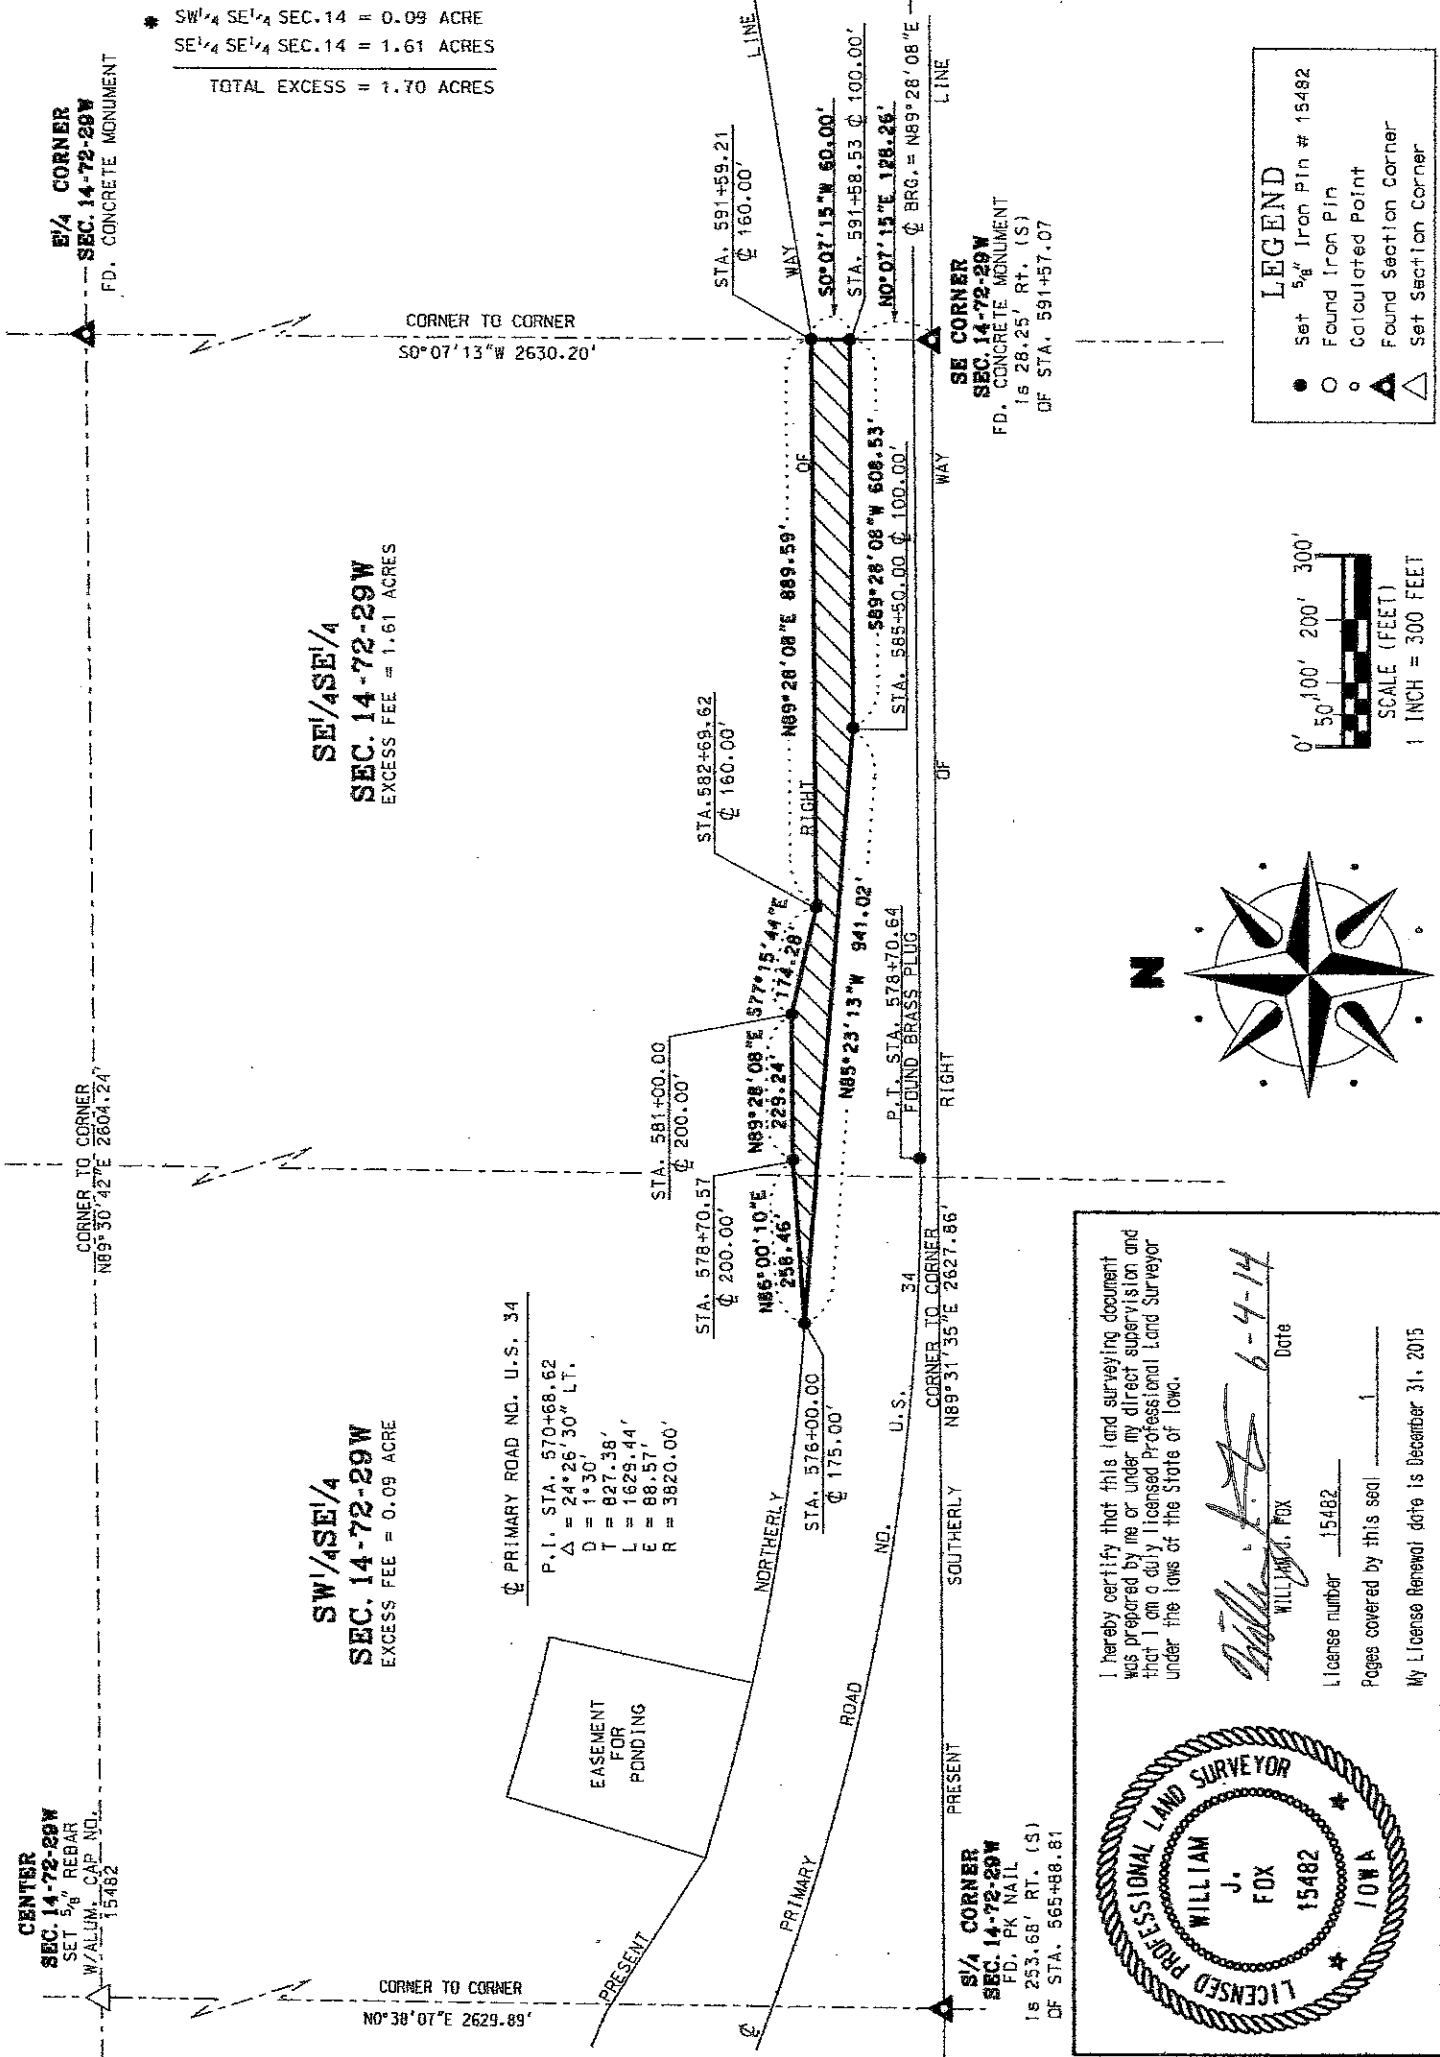 * SW1/4 SE1/4 SEC.14 = 0.09 ACRE
SE1/4 SE1/4 SEC.14 = 1.61 ACRES
TOTAL EXCESS = 1.70 ACRES
CENTER
SEC. 14-72-29W
SET 5/8" REBAR
W/ALUM. CAP NO.
15482
CORNER TO CORNER
N89°30'42"E 2604.24'
E1/4 CORNER
SEC. 14-72-29W
FD. CONCRETE MONUMENT
CORNER TO CORNER
S0°07'13"W 2630.20'
CORNER TO CORNER
N0°38'07"E 2629.89'
SW1/4SE1/4
SEC. 14-72-29W
EXCESS FEE = 0.09 ACRE
SE1/4SE1/4
SEC. 14-72-29W
EXCESS FEE = 1.61 ACRES
℄ PRIMARY ROAD NO. U.S. 34
P.I. STA. 570+68.62
Δ = 24°26'30" LT.
D = 1°30'
T = 827.38'
L = 1629.44'
E = 88.57'
R = 3820.00'
EASEMENT
FOR
PONDING
STA. 576+00.00
℄ 175.00'
N86°00'10"E
258.46'
STA. 578+70.57
℄ 200.00'
STA. 581+00.00
℄ 200.00'
N89°28'08"E
229.24'
S77°15'44"E
174.28'
STA. 582+69.62
℄ 160.00'
N89°28'08"E 889.59'
STA. 591+59.21
℄ 160.00'
S0°07'15"W 60.00'
STA. 591+58.53 ℄ 100.00'
N0°07'15"E 128.26'
℄ BRG.= N89°28'08"E
S89°28'08"W 608.53'
STA. 585+50.00 ℄ 100.00'
N85°23'13"W 941.02'
P.T. STA. 578+70.64
FOUND BRASS PLUG
PRESENT NORTHERLY RIGHT OF WAY LINE
℄ PRIMARY ROAD NO. U.S. 34
PRESENT SOUTHERLY RIGHT OF WAY LINE
CORNER TO CORNER
N89°31'35"E 2627.86'
S1/4 CORNER
SEC. 14-72-29W
FD. PK NAIL
Is 253.68' RT. (S)
OF STA. 565+88.81
SE CORNER
SEC. 14-72-29W
FD. CONCRETE MONUMENT
Is 28.25' Rt. (S)
OF STA. 591+57.07
LICENSED PROFESSIONAL LAND SURVEYOR
WILLIAM
J.
FOX
15482
IOWA
I hereby certify that this land surveying document
was prepared by me or under my direct supervision and
that I am a duly licensed Professional Land Surveyor
under the laws of the State of Iowa.
6-4-14
WILLIAM J. FOX Date
License number 15482
Pages covered by this seal 1
My License Renewal date is December 31, 2015
N
0' 50' 100' 200' 300'
SCALE (FEET)
1 INCH = 300 FEET
LEGEND
Set 5/8" Iron Pin # 15482
Found Iron Pin
Calculated Point
Found Section Corner
Set Section Corner